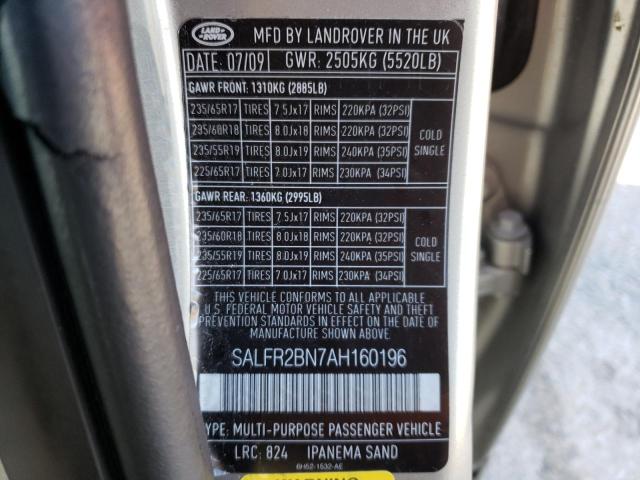 LAND ROVER
MFD BY LANDROVER IN THE UK
DATE: 07/09 GWR: 2505KG (5520LB)
GAWR FRONT: 1310KG (2885LB)
235/65R17 TIRES 7.5Jx17 RIMS 220KPA (32PSI)
235/60R18 TIRES 8.0Jx18 RIMS 220KPA (32PSI)
235/55R19 TIRES 8.0Jx19 RIMS 240KPA (35PSI)
225/65R17 TIRES 7.0Jx17 RIMS 230KPA (34PSI)
COLD
SINGLE
GAWR REAR: 1360KG (2995LB)
235/65R17 TIRES 7.5Jx17 RIMS 220KPA (32PSI)
235/60R18 TIRES 8.0Jx18 RIMS 220KPA (32PSI)
235/55R19 TIRES 8.0Jx19 RIMS 240KPA (35PSI)
225/65R17 TIRES 7.0Jx17 RIMS 230KPA (34PSI)
COLD
SINGLE
THIS VEHICLE CONFORMS TO ALL APPLICABLE
U.S FEDERAL MOTOR VEHICLE SAFETY AND THEFT
PREVENTION STANDARDS IN EFFECT ON THE DATE OF
MANUFACTURE SHOWN ABOVE.
SALFR2BN7AH160196
TYPE: MULTI-PURPOSE PASSENGER VEHICLE
LRC: 824 IPANEMA SAND
6H52-1532-AE
WARNING